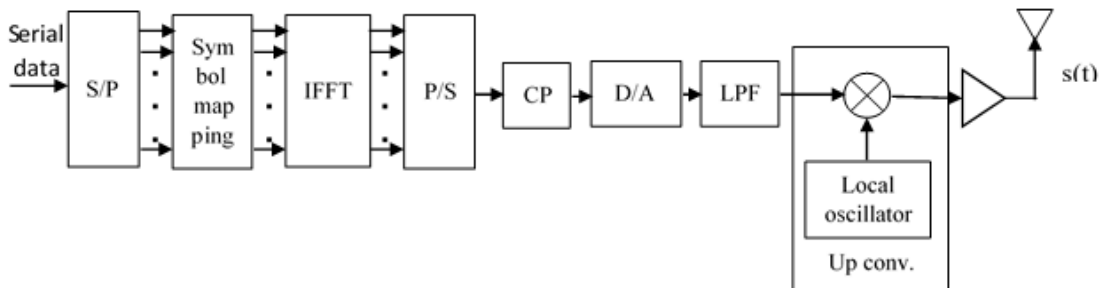 Serial
data
S/P
Sym
bol
map
ping
IFFT
P/S
CP
D/A
LPF
Local
oscillator
Up conv.
s(t)